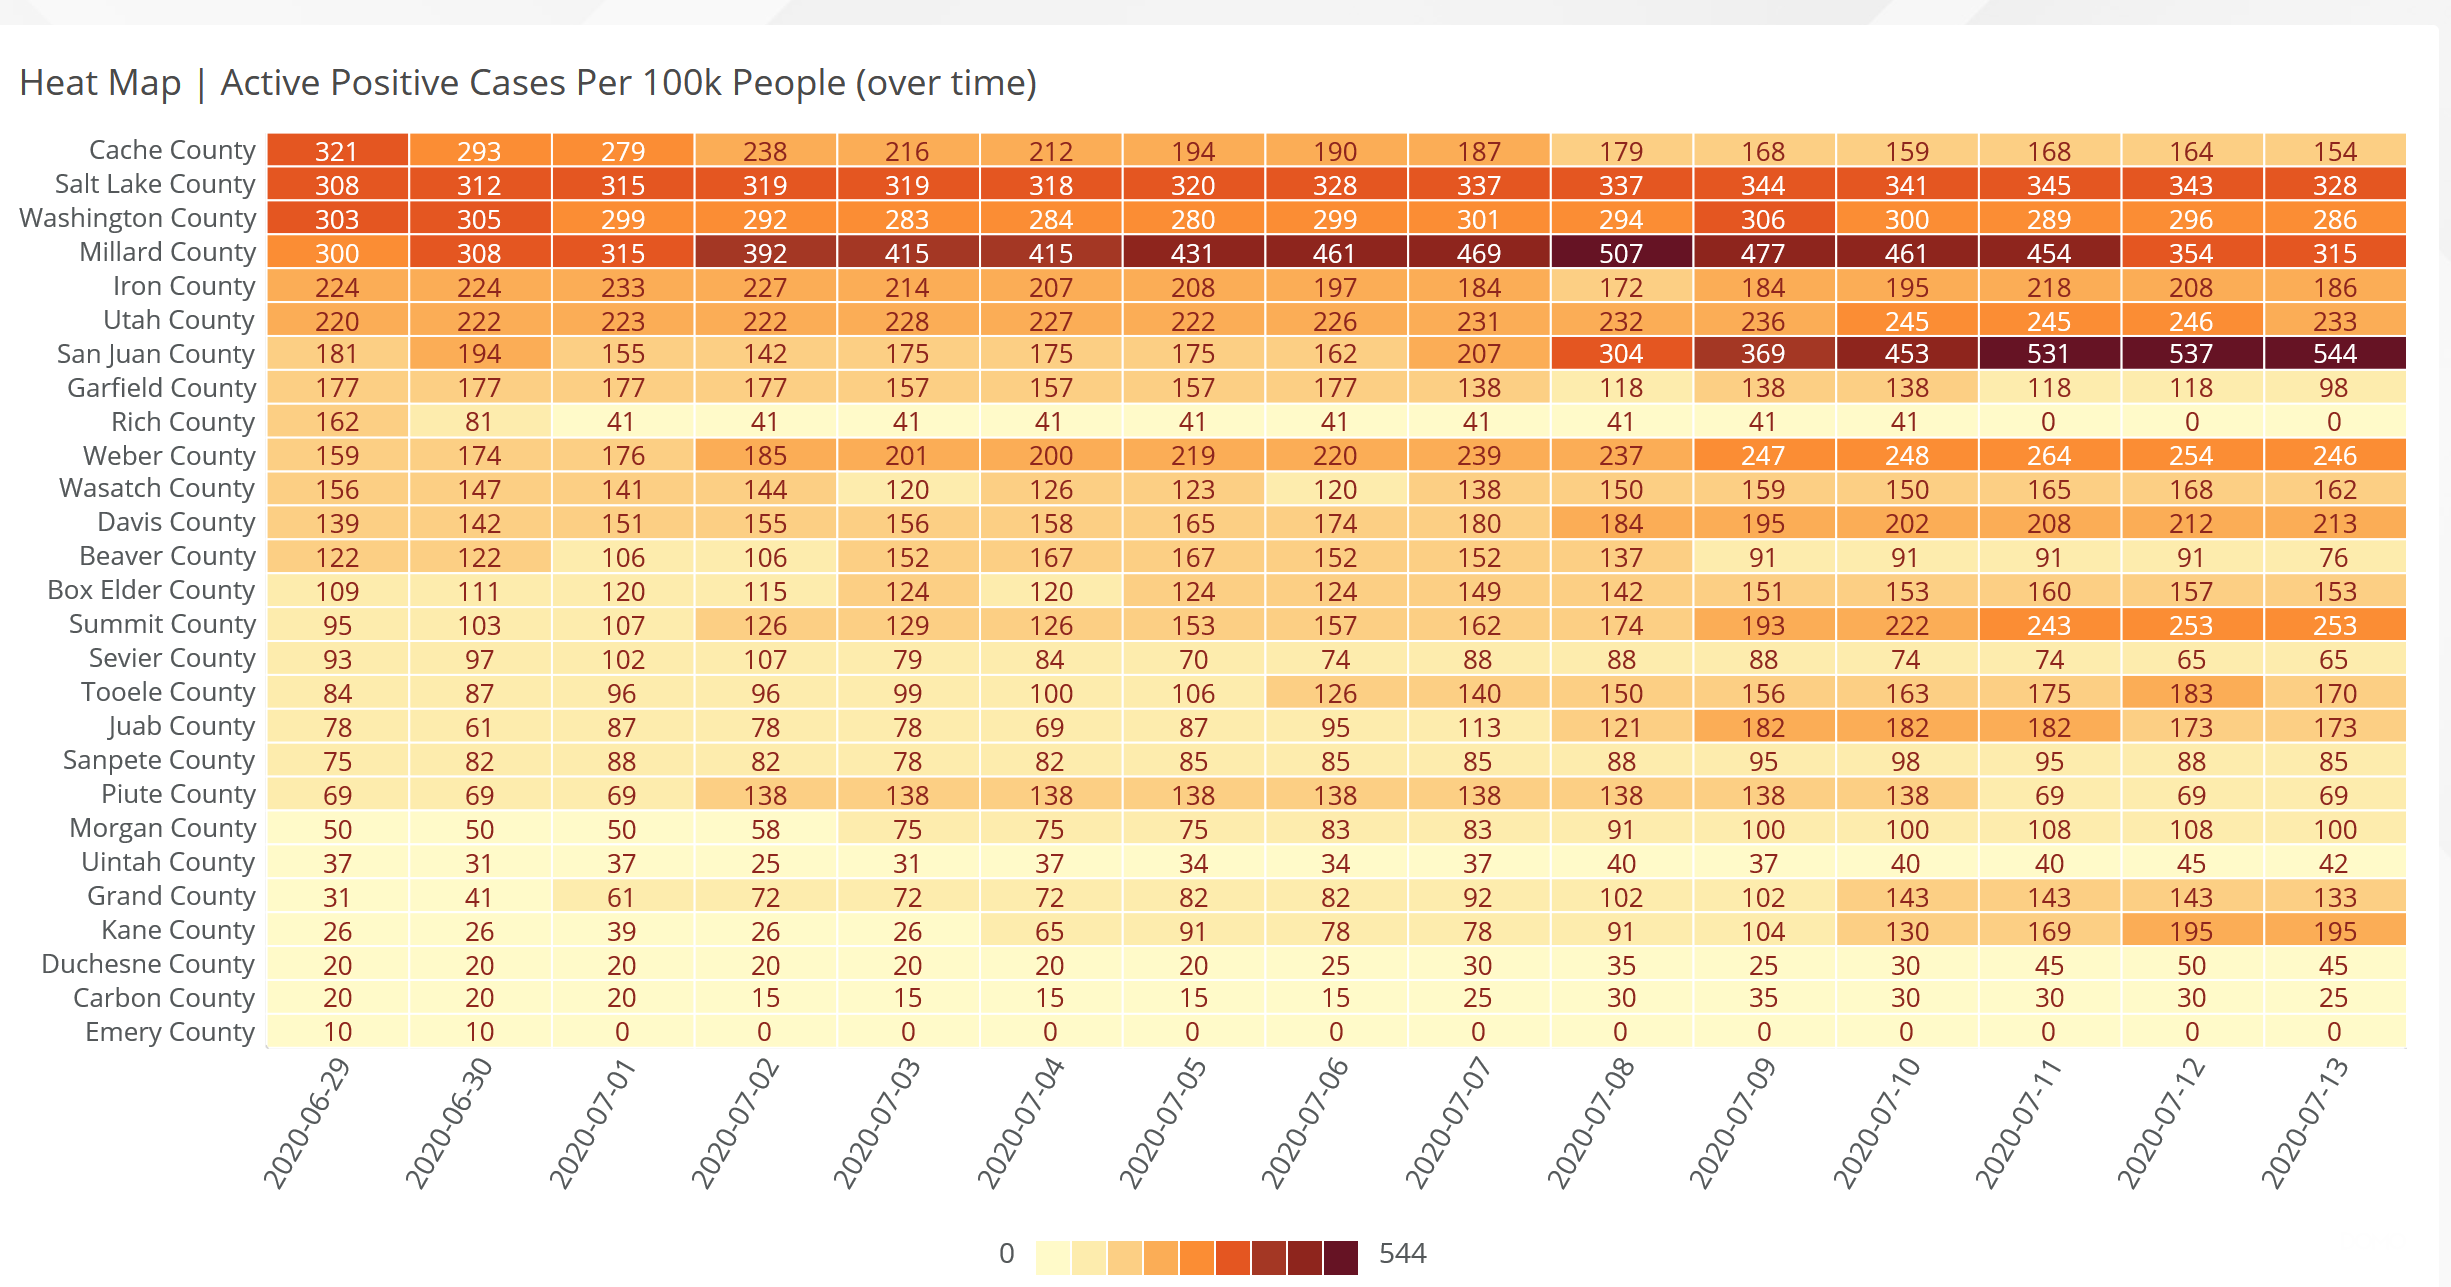 Heat Map | Active Positive Cases Per 100k People (over time)
Cache County 321 293 279 238 216 212 194 190 187 179 168 159 168 164 154
Salt Lake County 308 312 315 319 319 318 320 328 337 337 344 341 345 343 328
Washington County 303 305 299 292 283 284 280 299 301 294 306 300 289 296 286
Millard County 300 308 315 392 415 415 431 461 469 507 477 461 454 354 315
Iron County 224 224 233 227 214 207 208 197 184 172 184 195 218 208 186
Utah County 220 222 223 222 228 227 222 226 231 232 236 245 245 246 233
San Juan County 181 194 155 142 175 175 175 162 207 304 369 453 531 537 544
Garfield County 177 177 177 177 157 157 157 177 138 118 138 138 118 118 98
Rich County 162 81 41 41 41 41 41 41 41 41 41 41 0 0 0
Weber County 159 174 176 185 201 200 219 220 239 237 247 248 264 254 246
Wasatch County 156 147 141 144 120 126 123 120 138 150 159 150 165 168 162
Davis County 139 142 151 155 156 158 165 174 180 184 195 202 208 212 213
Beaver County 122 122 106 106 152 167 167 152 152 137 91 91 91 91 76
Box Elder County 109 111 120 115 124 120 124 124 149 142 151 153 160 157 153
Summit County 95 103 107 126 129 126 153 157 162 174 193 222 243 253 253
Sevier County 93 97 102 107 79 84 70 74 88 88 88 74 74 65 65
Tooele County 84 87 96 96 99 100 106 126 140 150 156 163 175 183 170
Juab County 78 61 87 78 78 69 87 95 113 121 182 182 182 173 173
Sanpete County 75 82 88 82 78 82 85 85 85 88 95 98 95 88 85
Piute County 69 69 69 138 138 138 138 138 138 138 138 138 69 69 69
Morgan County 50 50 50 58 75 75 75 83 83 91 100 100 108 108 100
Uintah County 37 31 37 25 31 37 34 34 37 40 37 40 40 45 42
Grand County 31 41 61 72 72 72 82 82 92 102 102 143 143 143 133
Kane County 26 26 39 26 26 65 91 78 78 91 104 130 169 195 195
Duchesne County 20 20 20 20 20 20 20 25 30 35 25 30 45 50 45
Carbon County 20 20 20 15 15 15 15 15 25 30 35 30 30 30 25
Emery County 10 10 0 0 0 0 0 0 0 0 0 0 0 0 0
2020-06-29 2020-06-30 2020-07-01 2020-07-02 2020-07-03 2020-07-04 2020-07-05 2020-07-06 2020-07-07 2020-07-08 2020-07-09 2020-07-10 2020-07-11 2020-07-12 2020-07-13
0 544